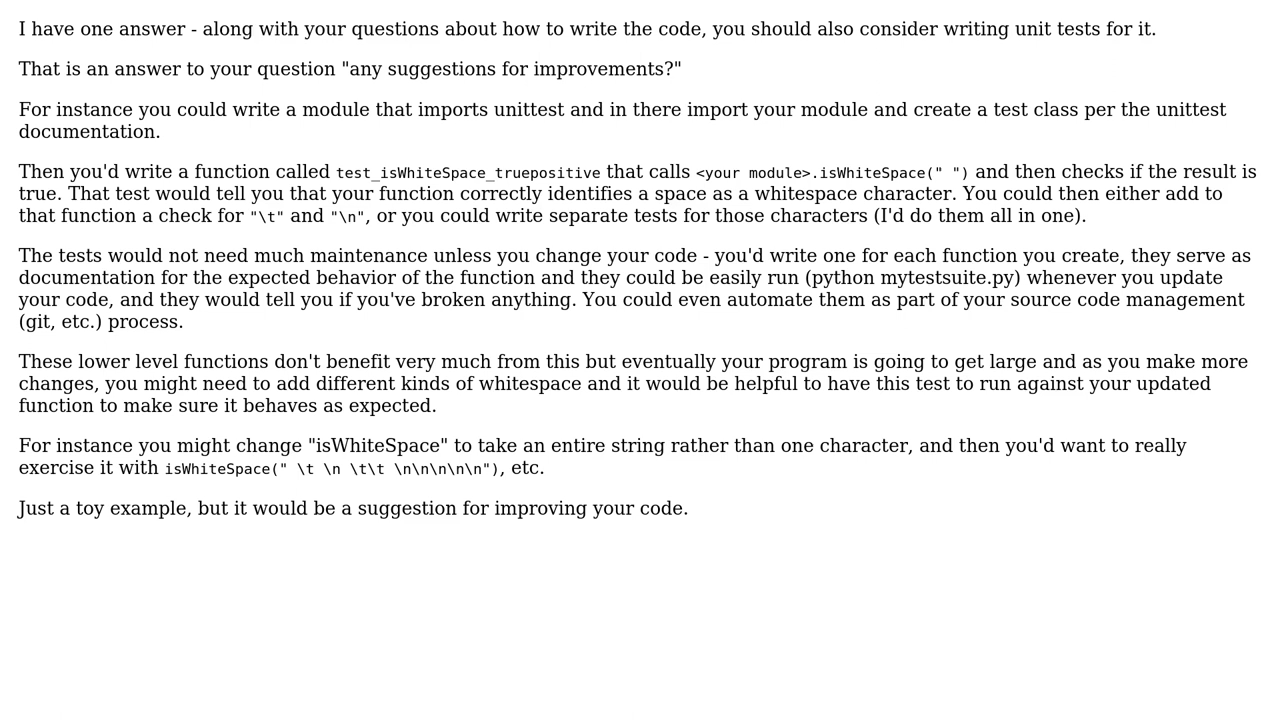 I have one answer - along with your questions about how to write the code, you should also consider writing unit tests for it.
That is an answer to your question "any suggestions for improvements?"
For instance you could write a module that imports unittest and in there import your module and create a test class per the unittest
documentation.
Then you'd write a function called test_isWhiteSpace_truepositive that calls <your module>.isWhiteSpace(" ") and then checks if the result is
true. That test would tell you that your function correctly identifies a space as a whitespace character. You could then either add to
that function a check for "\t" and "\n", or you could write separate tests for those characters (I'd do them all in one).
The tests would not need much maintenance unless you change your code - you'd write one for each function you create, they serve as
documentation for the expected behavior of the function and they could be easily run (python mytestsuite.py) whenever you update
your code, and they would tell you if you've broken anything. You could even automate them as part of your source code management
(git, etc.) process.
These lower level functions don't benefit very much from this but eventually your program is going to get large and as you make more
changes, you might need to add different kinds of whitespace and it would be helpful to have this test to run against your updated
function to make sure it behaves as expected.
For instance you might change "isWhiteSpace" to take an entire string rather than one character, and then you'd want to really
exercise it with isWhiteSpace(" \t \n \t\t \n\n\n\n\n"), etc.
Just a toy example, but it would be a suggestion for improving your code.